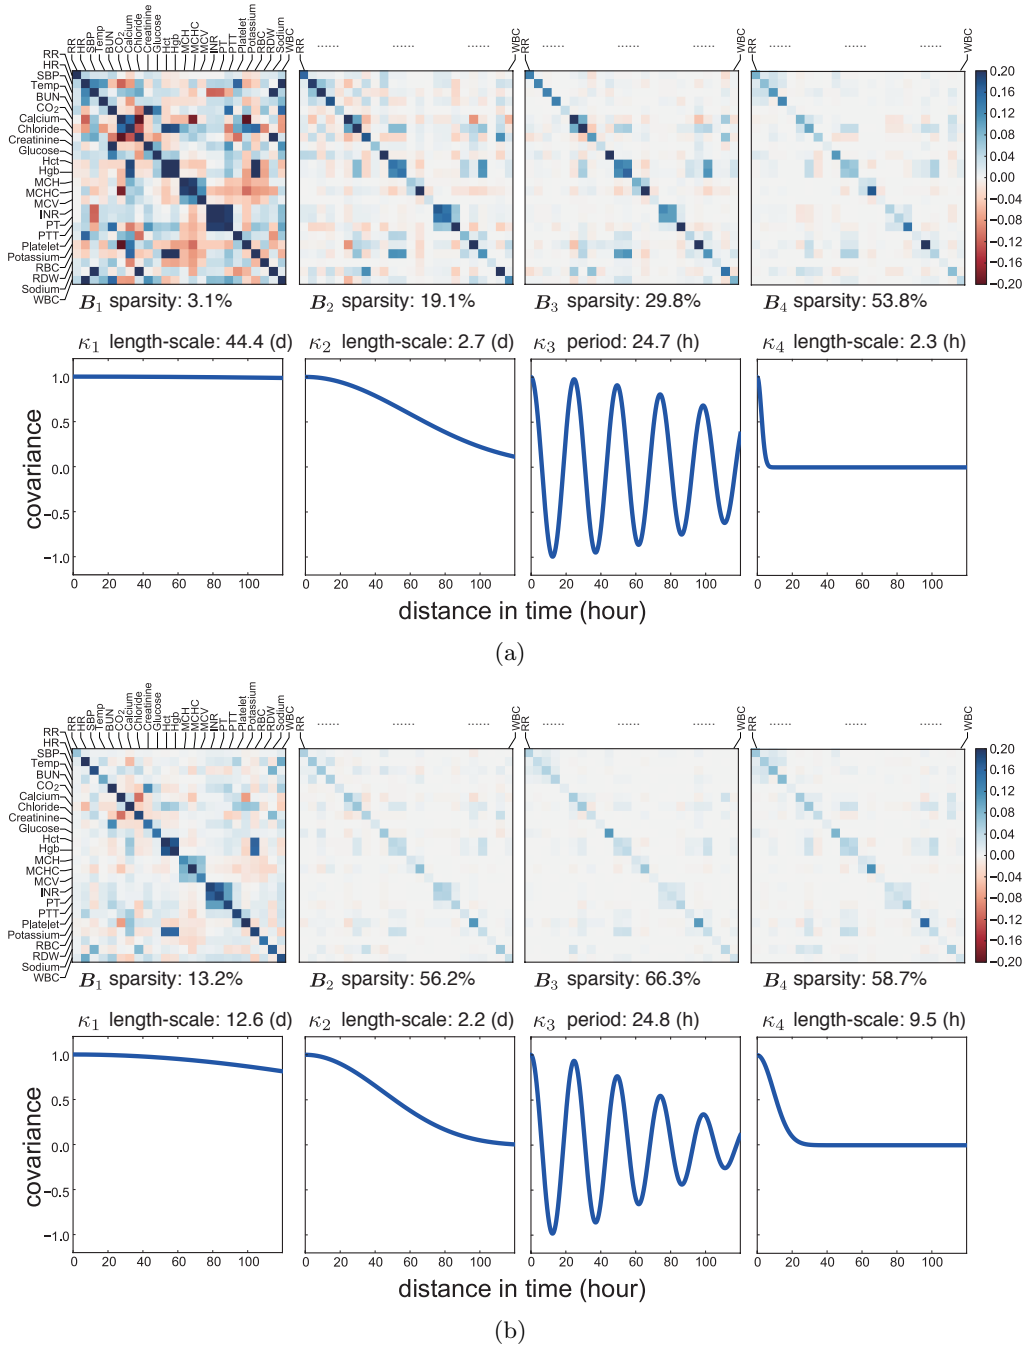 RR HR SBP Temp BUN CO2 Calcium Chloride Creatinine Glucose Hct Hgb MCH MCHC MCV INR PT PTT Platelet Potassium RBC RDW Sodium WBC
RR ...... ...... WBC
RR ...... ...... WBC
RR ...... ...... WBC
RR
HR
SBP
Temp
BUN
CO2
Calcium
Chloride
Creatinine
Glucose
Hct
Hgb
MCH
MCHC
MCV
INR
PT
PTT
Platelet
Potassium
RBC
RDW
Sodium
WBC
0.20
0.16
0.12
0.08
0.04
0.00
−0.04
−0.08
−0.12
−0.16
−0.20
B1 sparsity: 3.1% B2 sparsity: 19.1% B3 sparsity: 29.8% B4 sparsity: 53.8%
κ1 length-scale: 44.4 (d) κ2 length-scale: 2.7 (d) κ3 period: 24.7 (h) κ4 length-scale: 2.3 (h)
covariance
1.0
0.5
0.0
−0.5
−1.0
0 20 40 60 80 100 0 20 40 60 80 100 0 20 40 60 80 100 0 20 40 60 80 100
distance in time (hour)
(a)
RR HR SBP Temp BUN CO2 Calcium Chloride Creatinine Glucose Hct Hgb MCH MCHC MCV INR PT PTT Platelet Potassium RBC RDW Sodium WBC
RR ...... ...... WBC
RR ...... ...... WBC
RR ...... ...... WBC
RR
HR
SBP
Temp
BUN
CO2
Calcium
Chloride
Creatinine
Glucose
Hct
Hgb
MCH
MCHC
MCV
INR
PT
PTT
Platelet
Potassium
RBC
RDW
Sodium
WBC
0.20
0.16
0.12
0.08
0.04
0.00
−0.04
−0.08
−0.12
−0.16
−0.20
B1 sparsity: 13.2% B2 sparsity: 56.2% B3 sparsity: 66.3% B4 sparsity: 58.7%
κ1 length-scale: 12.6 (d) κ2 length-scale: 2.2 (d) κ3 period: 24.8 (h) κ4 length-scale: 9.5 (h)
covariance
1.0
0.5
0.0
−0.5
−1.0
0 20 40 60 80 100 0 20 40 60 80 100 0 20 40 60 80 100 0 20 40 60 80 100
distance in time (hour)
(b)